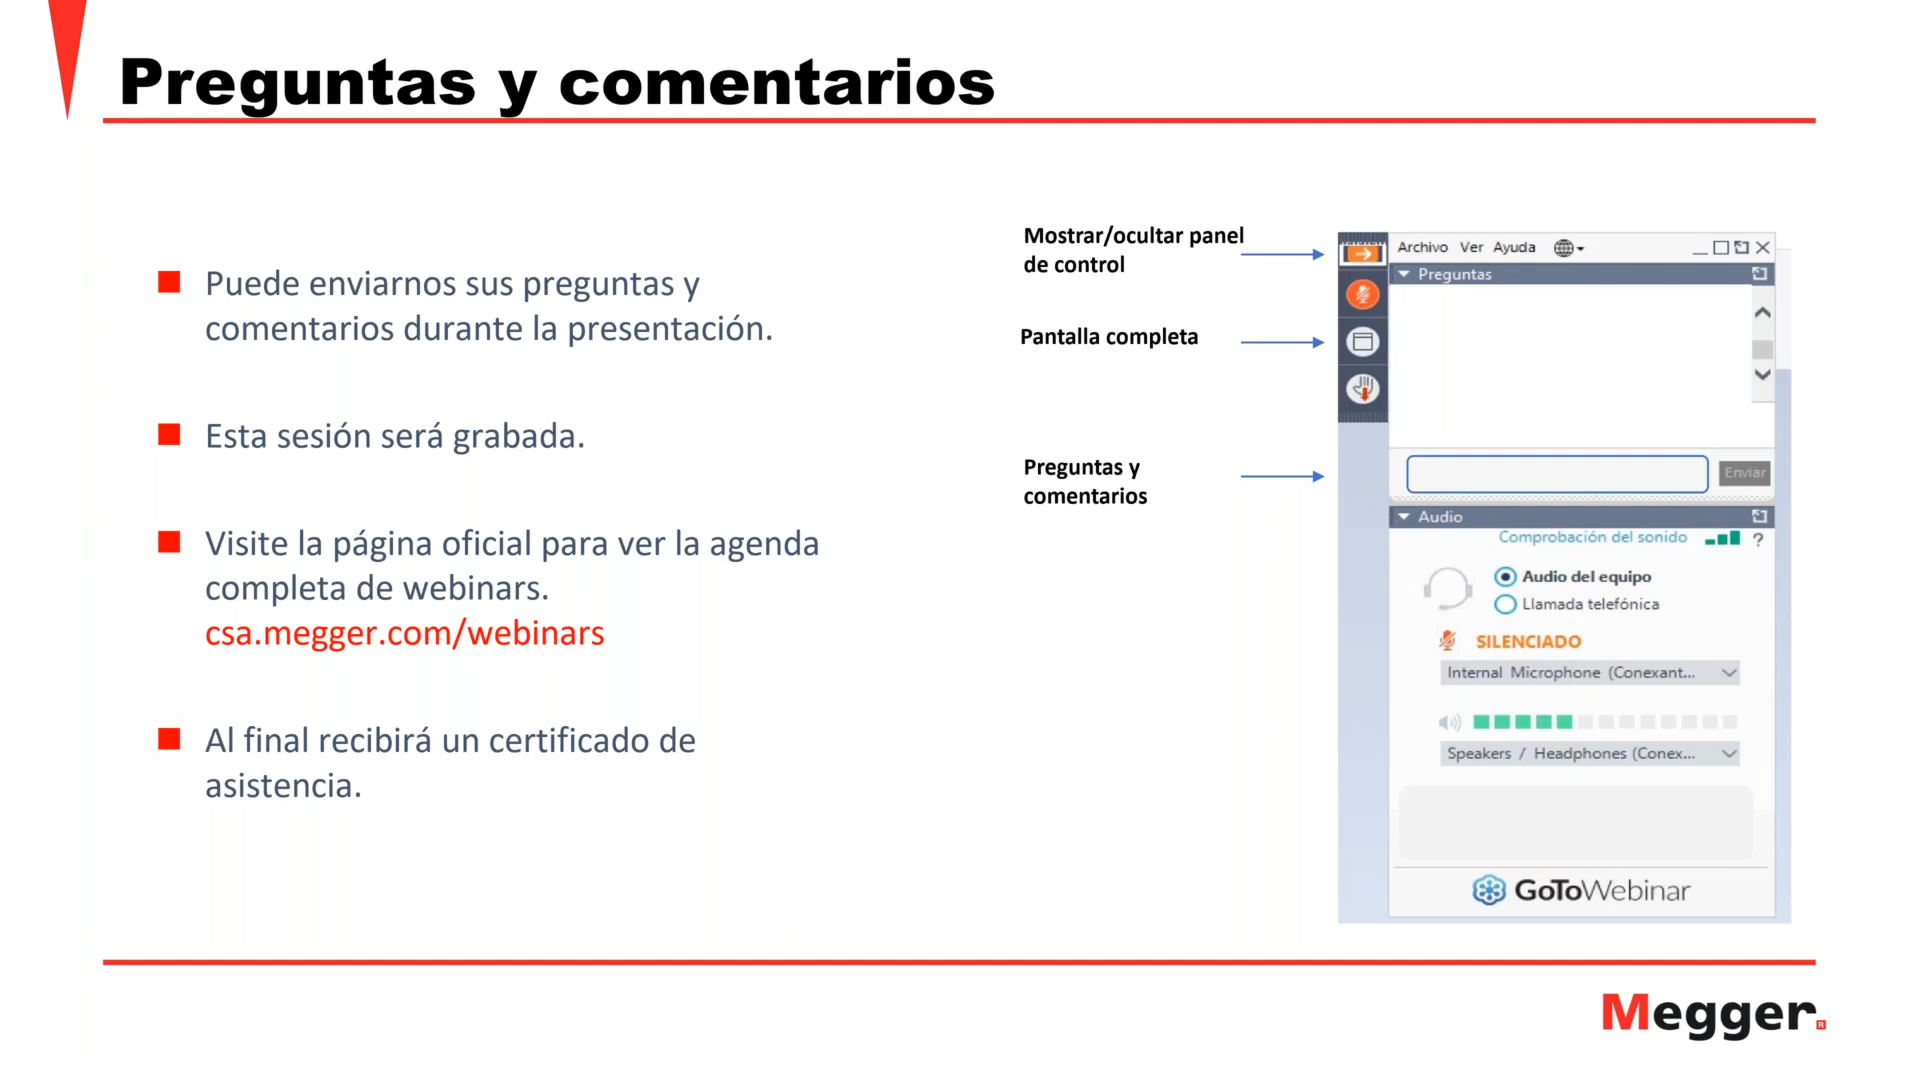 Preguntas y comentarios
Puede enviarnos sus preguntas y
comentarios durante la presentación.
Esta sesión será grabada.
Visite la página oficial para ver la agenda
completa de webinars.
csa.megger.com/webinars
Al final recibirá un certificado de
asistencia.
Mostrar/ocultar panel
de control
Pantalla completa
Preguntas y
comentarios
Archivo Ver Ayuda
Preguntas
Enviar
Audio
Comprobación del sonido ?
Audio del equipo
Llamada telefónica
SILENCIADO
Internal Microphone (Conexant...
Speakers / Headphones (Conex...
GoToWebinar
Megger®